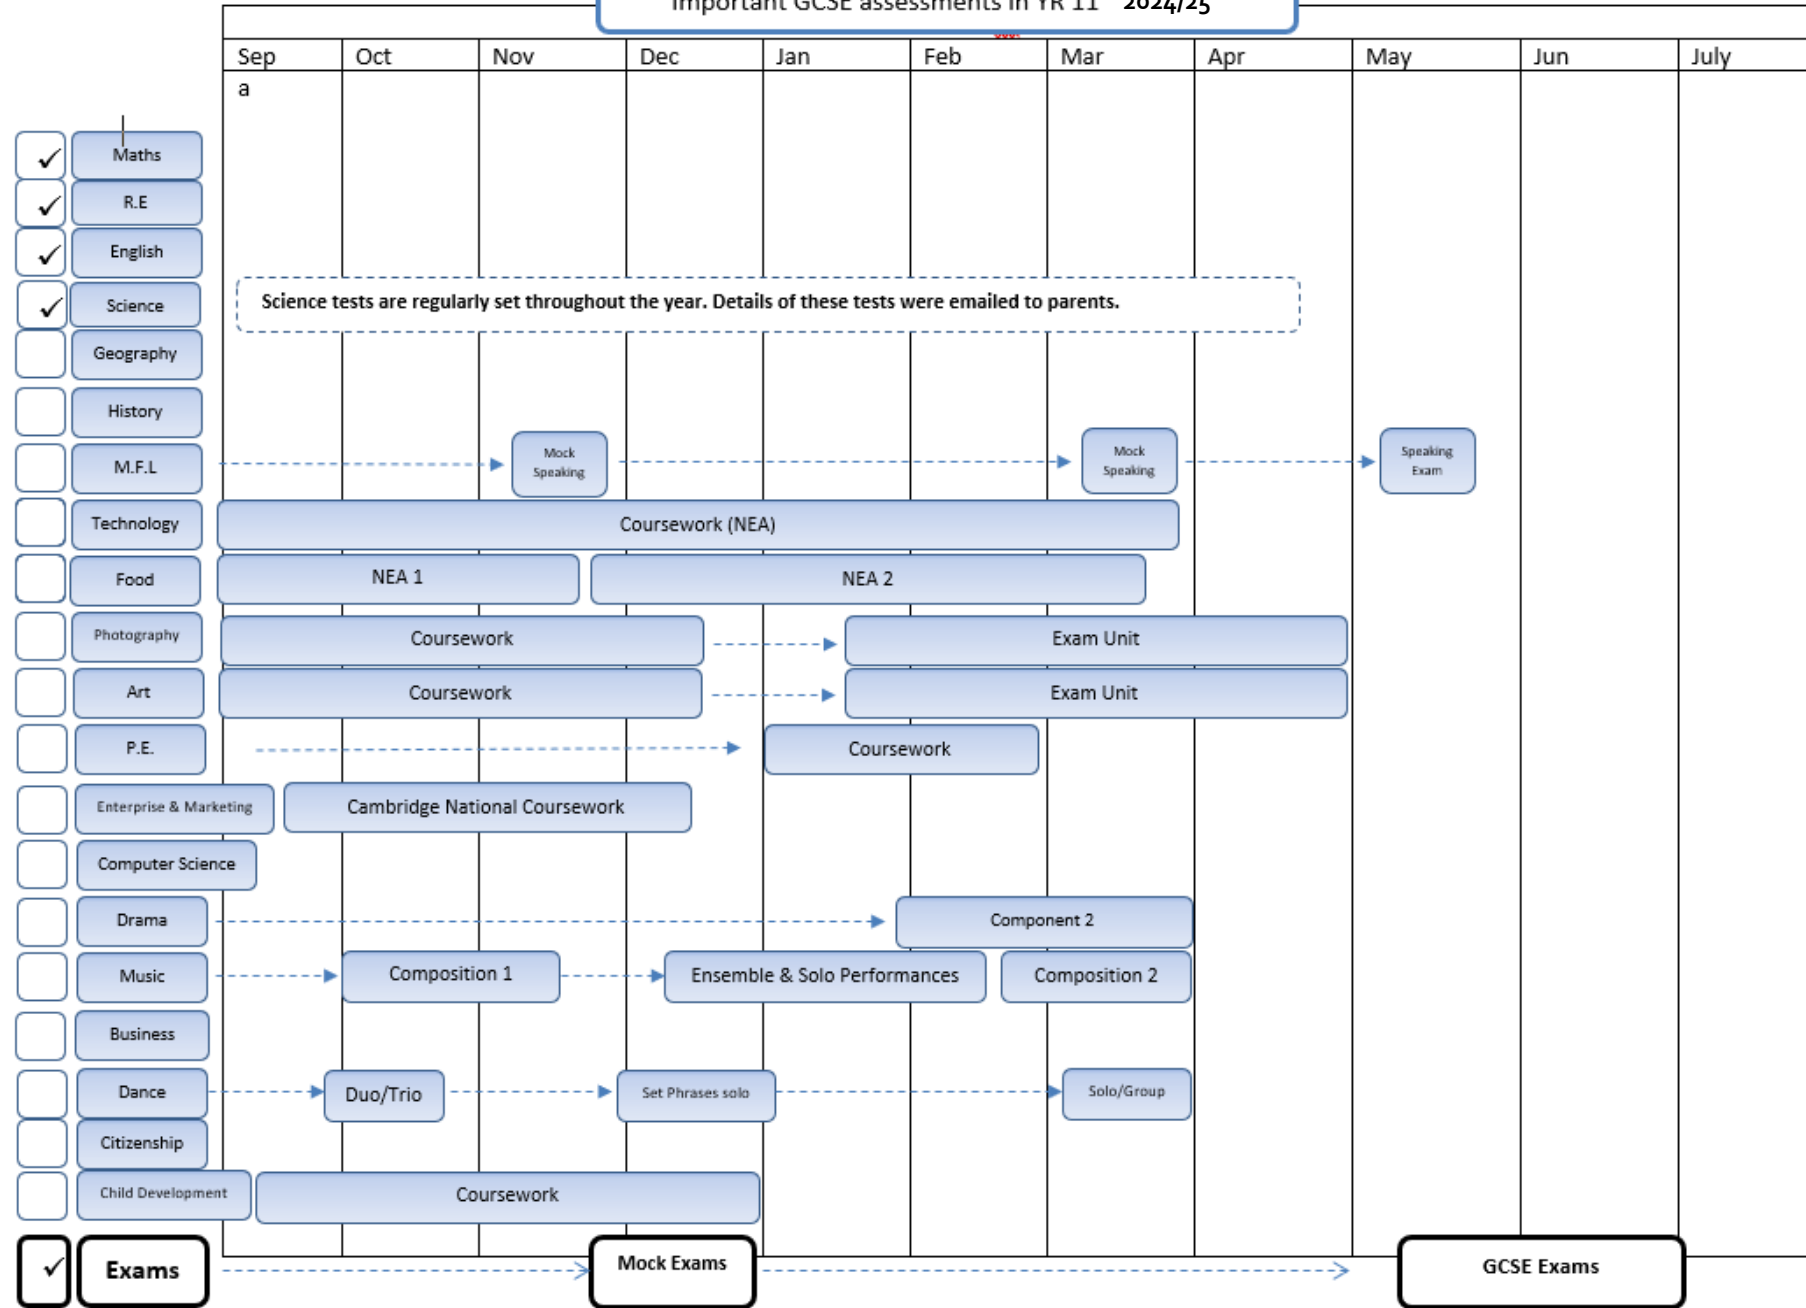 Important GCSE assessments in YR 11 2024/25
Sep Oct Nov Dec Jan Feb Mar Apr May Jun July
a
✓ Maths
✓ R.E
✓ English
✓ Science Science tests are regularly set throughout the year. Details of these tests were emailed to parents.
Geography
History
M.F.L Mock Speaking Mock Speaking Speaking Exam
Technology Coursework (NEA)
Food NEA 1 NEA 2
Photography Coursework Exam Unit
Art Coursework Exam Unit
P.E. Coursework
Enterprise & Marketing Cambridge National Coursework
Computer Science
Drama Component 2
Music Composition 1 Ensemble & Solo Performances Composition 2
Business
Dance Duo/Trio Set Phrases solo Solo/Group
Citizenship
Child Development Coursework
✓ Exams Mock Exams GCSE Exams